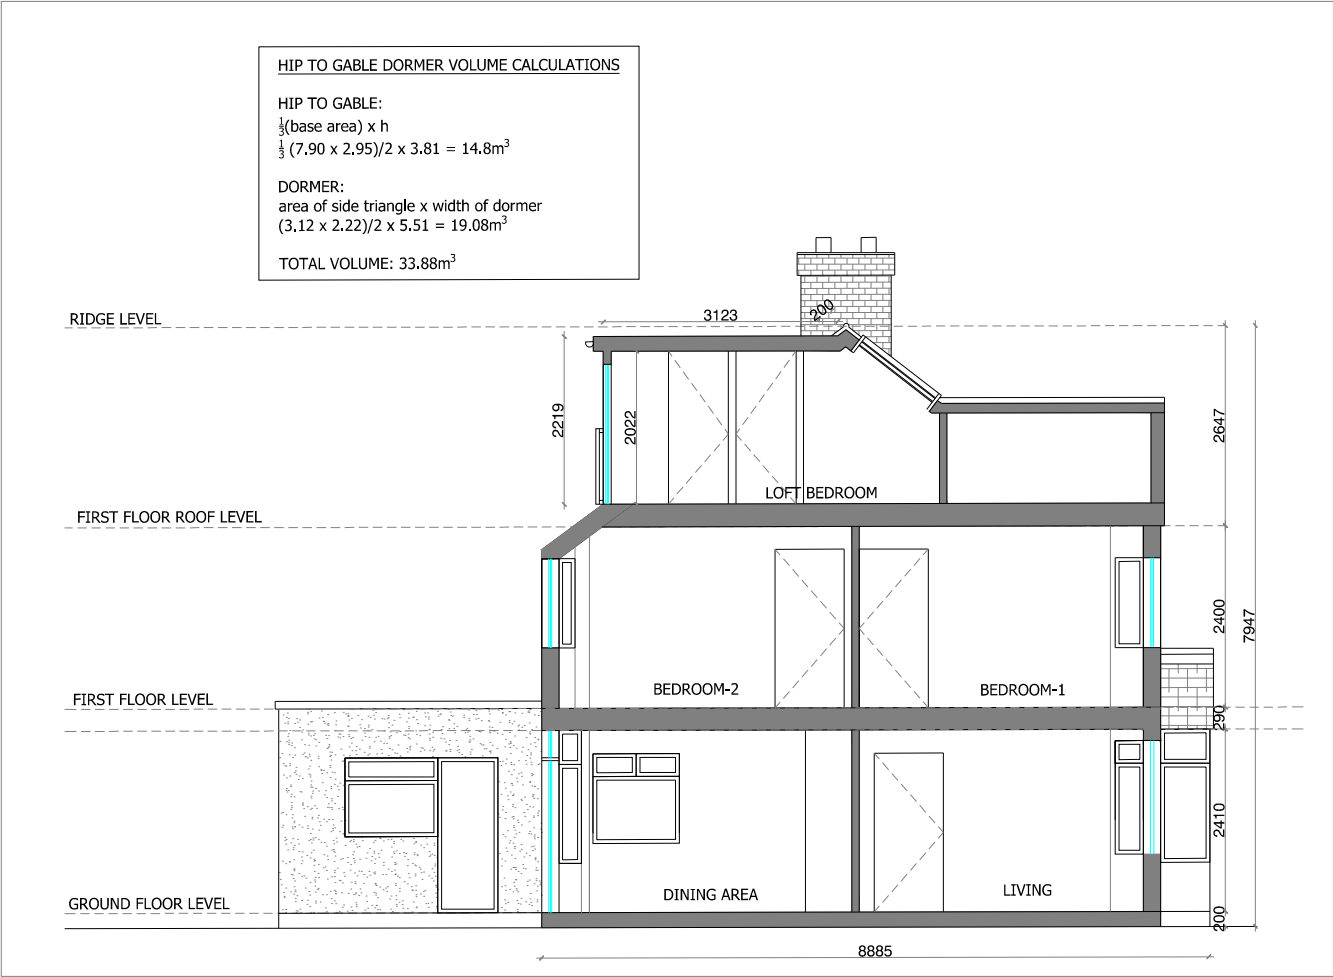 HIP TO GABLE DORMER VOLUME CALCULATIONS
HIP TO GABLE:
⅓(base area) x h
⅓ (7.90 x 2.95)/2 x 3.81 = 14.8m³
DORMER:
area of side triangle x width of dormer
(3.12 x 2.22)/2 x 5.51 = 19.08m³
TOTAL VOLUME: 33.88m³
RIDGE LEVEL
3123
200
2219
2022
2647
LOFT BEDROOM
FIRST FLOOR ROOF LEVEL
2400
7947
BEDROOM-2
BEDROOM-1
FIRST FLOOR LEVEL
290
2410
DINING AREA
LIVING
GROUND FLOOR LEVEL
200
8885